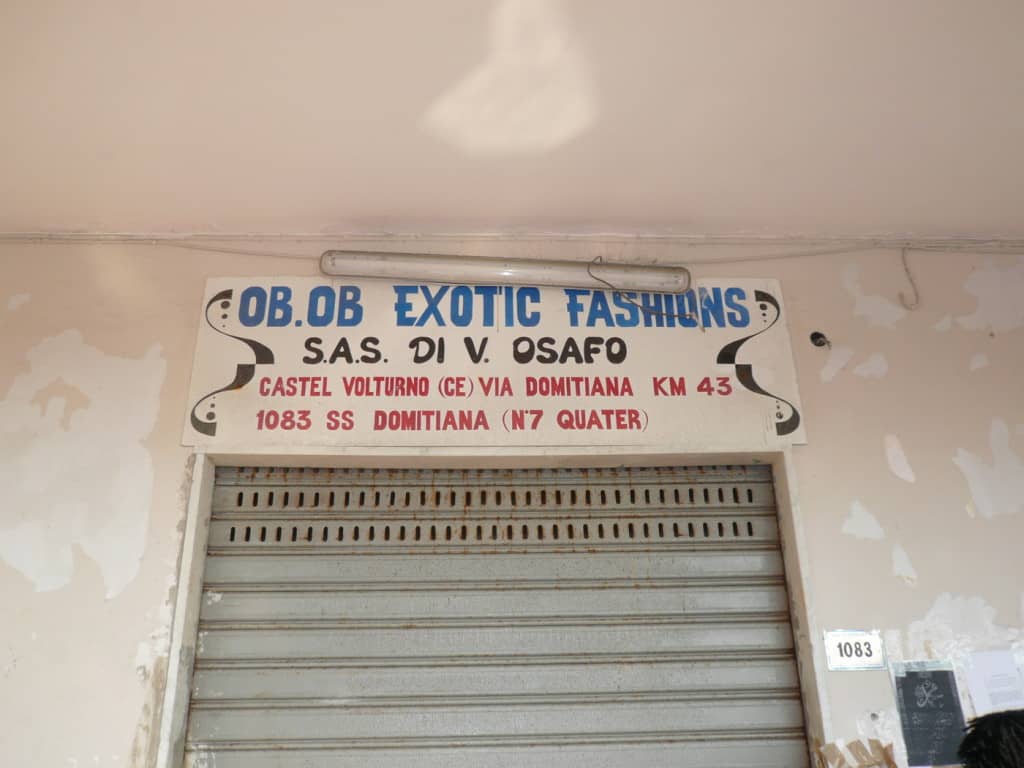 OB.OB EXOTIC FASHIONS
S.A.S. DI V. OSAFO
CASTEL VOLTURNO (CE) VIA DOMITIANA KM 43
1083 SS DOMITIANA (N°7 QUATER)
1083